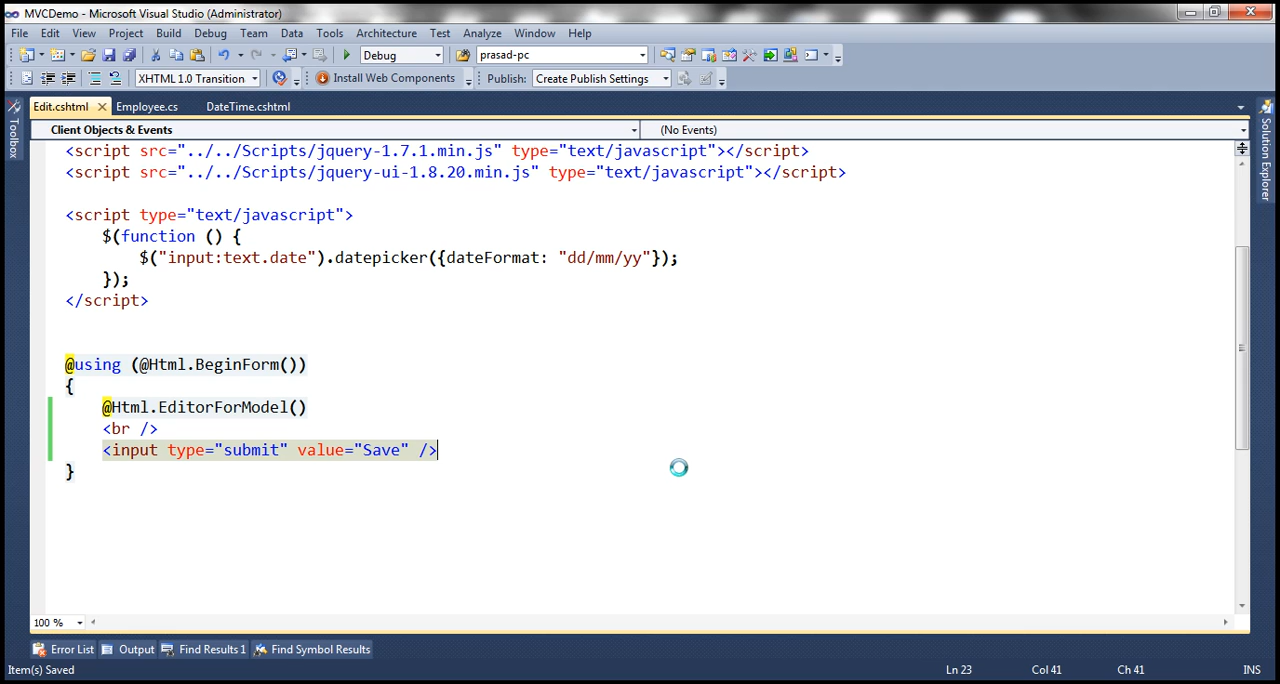 MVCDemo - Microsoft Visual Studio (Administrator)
File Edit View Project Build Debug Team Data Tools Architecture Test Analyze Window Help
Debug prasad-pc
XHTML 1.0 Transition Install Web Components Publish: Create Publish Settings
Edit.cshtml Employee.cs DateTime.cshtml
Client Objects & Events (No Events)
Toolbox
Solution Explorer
<script src="../../Scripts/jquery-1.7.1.min.js" type="text/javascript"></script>
<script src="../../Scripts/jquery-ui-1.8.20.min.js" type="text/javascript"></script>
<script type="text/javascript">
$(function () {
$("input:text.date").datepicker({dateFormat: "dd/mm/yy"});
});
</script>
@using (@Html.BeginForm())
{
@Html.EditorForModel()
<br />
<input type="submit" value="Save" />
}
100 %
Error List Output Find Results 1 Find Symbol Results
Item(s) Saved Ln 23 Col 41 Ch 41 INS